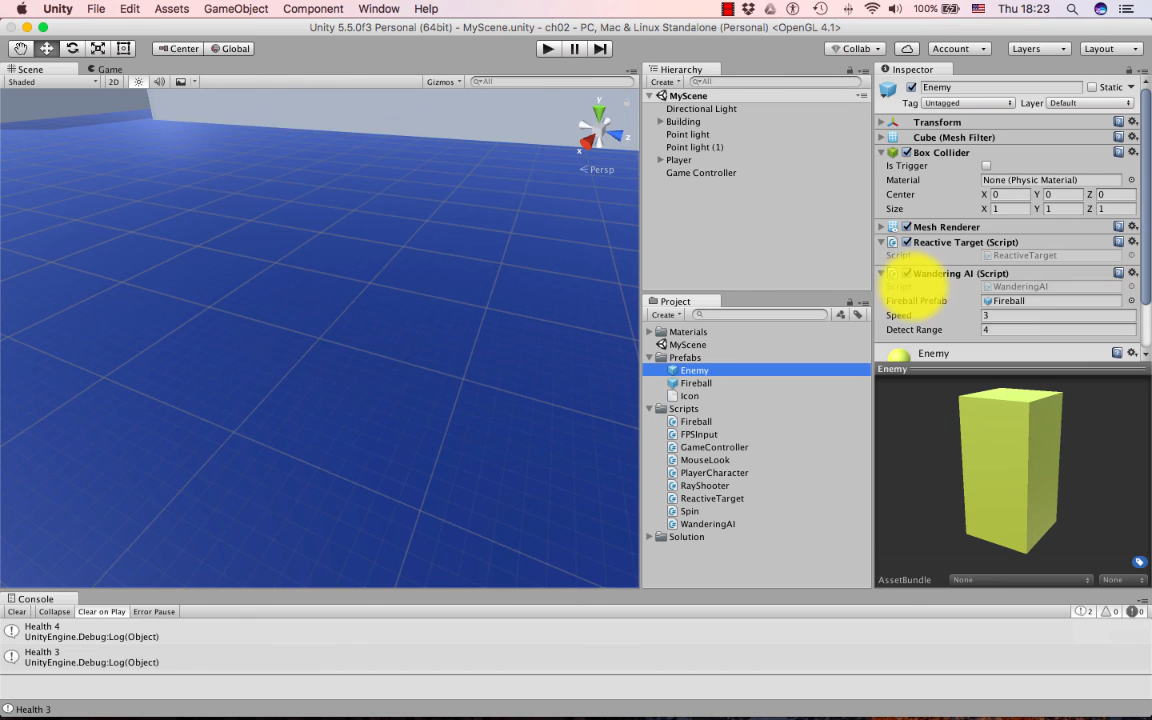 Unity File Edit Assets GameObject Component Window Help 100% Thu 18:23
Unity 5.5.0f3 Personal (64bit) - MyScene.unity - ch02 - PC, Mac & Linux Standalone (Personal) <OpenGL 4.1>
Center Global Collab Account Layers Layout
Scene Game
Shaded 2D Gizmos All
y
z
x
Persp
Hierarchy
Create All
MyScene
Directional Light
Building
Point light
Point light (1)
Player
Game Controller
Project
Create
Materials
MyScene
Prefabs
Enemy
Fireball
Icon
Scripts
Fireball
FPSInput
GameController
MouseLook
PlayerCharacter
RayShooter
ReactiveTarget
Spin
WanderingAI
Solution
Inspector
Enemy Static
Tag Untagged Layer Default
Transform
Cube (Mesh Filter)
Box Collider
Is Trigger
Material None (Physic Material)
Center X 0 Y 0 Z 0
Size X 1 Y 1 Z 1
Mesh Renderer
Reactive Target (Script)
Script ReactiveTarget
Wandering AI (Script)
Script WanderingAI
Fireball Prefab Fireball
Speed 3
Detect Range 4
Enemy
Enemy
AssetBundle None None
Console
Clear Collapse Clear on Play Error Pause 2 0 0
Health 4
UnityEngine.Debug:Log(Object)
Health 3
UnityEngine.Debug:Log(Object)
Health 3